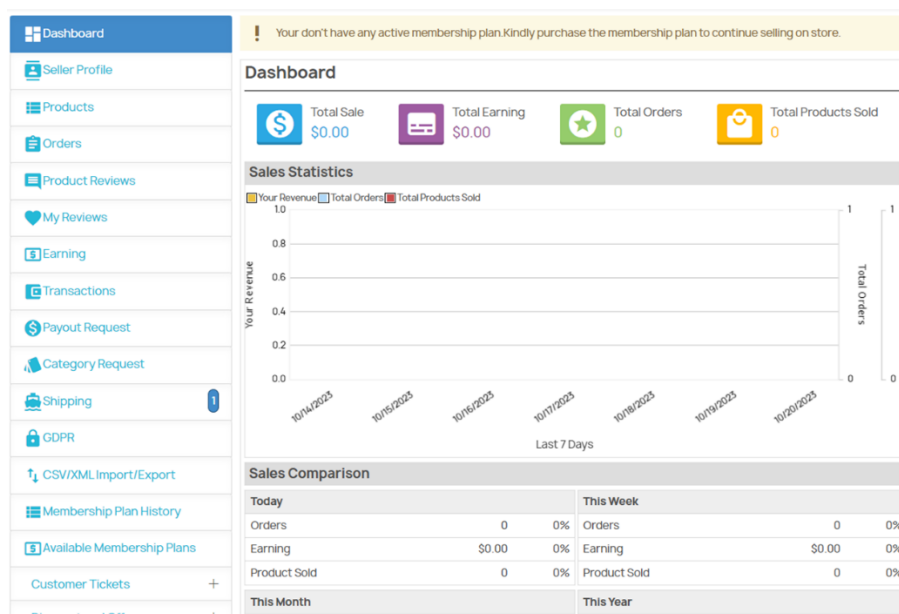 Dashboard
Seller Profile
Products
Orders
Product Reviews
My Reviews
Earning
Transactions
Payout Request
Category Request
Shipping 1
GDPR
CSV/XML Import/Export
Membership Plan History
Available Membership Plans
Customer Tickets +
! Your don't have any active membership plan.Kindly purchase the membership plan to continue selling on store.
Dashboard
Total Sale
$0.00
Total Earning
$0.00
Total Orders
0
Total Products Sold
0
Sales Statistics
Your Revenue Total Orders Total Products Sold
1.0
0.8
0.6
0.4
0.2
0.0
Your Revenue
1
0
Total Orders
1
0
10/14/2023 10/15/2023 10/16/2023 10/17/2023 10/18/2023 10/19/2023 10/20/2023
Last 7 Days
Sales Comparison
Today
Orders 0 0%
Earning $0.00 0%
Product Sold 0 0%
This Week
Orders 0 0%
Earning $0.00 0%
Product Sold 0 0%
This Month
This Year